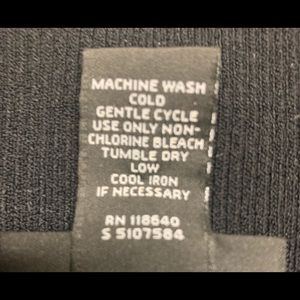 MACHINE WASH
COLD
GENTLE CYCLE
USE ONLY NON-
CHLORINE BLEACH
TUMBLE DRY
LOW
COOL IRON
IF NECESSARY
RN 118640
S 5107584